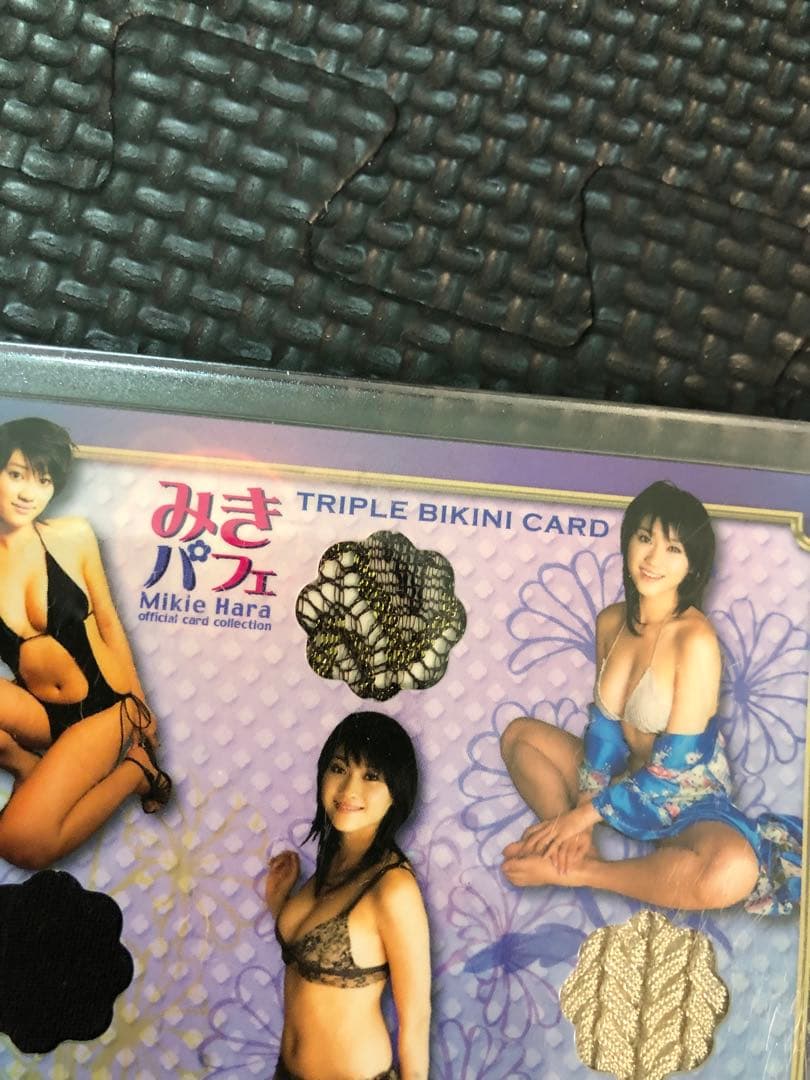 みき
パフェ
Mikie Hara
official card collection
TRIPLE BIKINI CARD